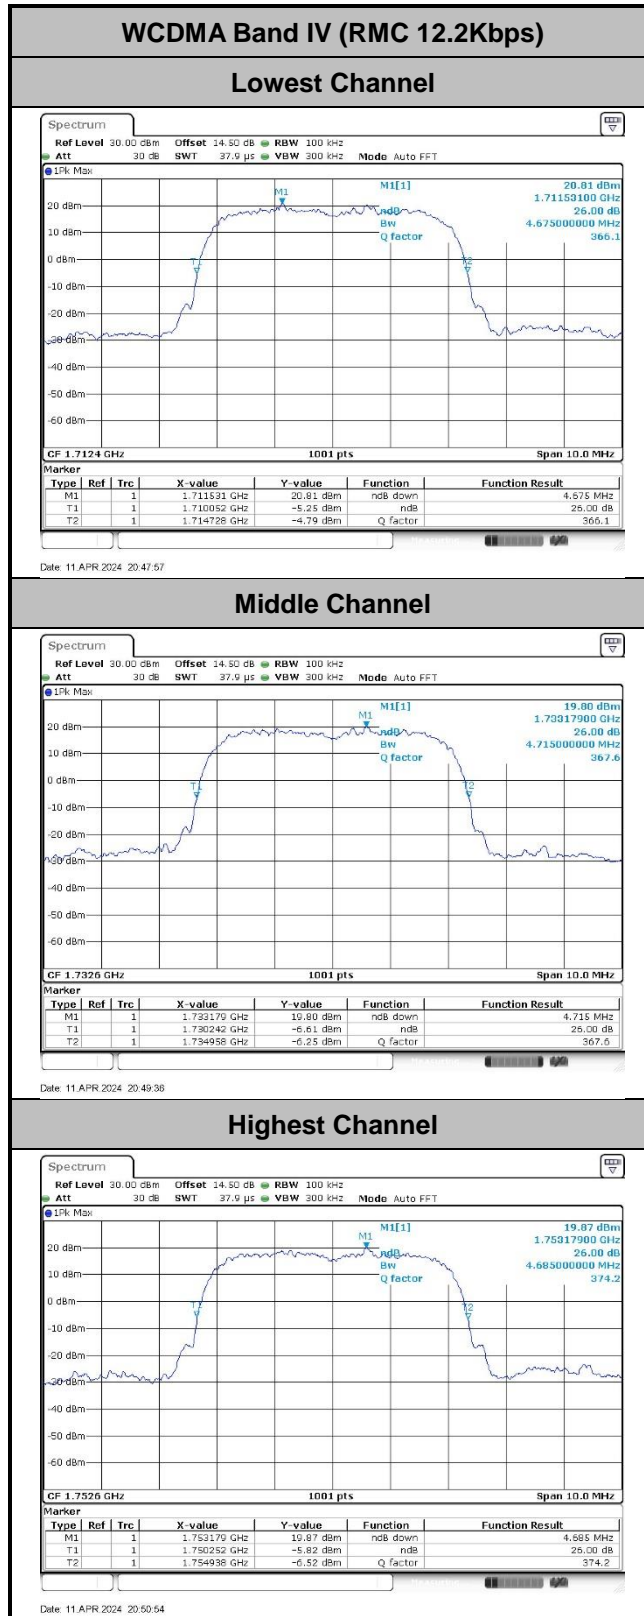 WCDMA Band IV (RMC 12.2Kbps)
Lowest Channel
Spectrum
Ref Level 30.00 dBm Offset 14.50 dB RBW 100 kHz
Att 30 dB SWT 37.9 µs VBW 300 kHz Mode Auto FFT
1Pk Max
M1[1] 20.81 dBm
1.71153100 GHz
ndB 26.00 dB
Bw 4.675000000 MHz
Q factor 366.1
M1
T1
T2
20 dBm
10 dBm
0 dBm
-10 dBm
-20 dBm
-30 dBm
-40 dBm
-50 dBm
-60 dBm
CF 1.7124 GHz 1001 pts Span 10.0 MHz
Marker
Type Ref Trc X-value Y-value Function Function Result
M1 1 1.711531 GHz 20.81 dBm ndB down 4.675 MHz
T1 1 1.710052 GHz -5.25 dBm ndB 26.00 dB
T2 1 1.714728 GHz -4.79 dBm Q factor 366.1
Date: 11.APR.2024 20:47:57
Middle Channel
Spectrum
Ref Level 30.00 dBm Offset 14.50 dB RBW 100 kHz
Att 30 dB SWT 37.9 µs VBW 300 kHz Mode Auto FFT
1Pk Max
M1[1] 19.80 dBm
1.73317900 GHz
ndB 26.00 dB
Bw 4.715000000 MHz
Q factor 367.6
M1
T1
T2
20 dBm
10 dBm
0 dBm
-10 dBm
-20 dBm
-30 dBm
-40 dBm
-50 dBm
-60 dBm
CF 1.7326 GHz 1001 pts Span 10.0 MHz
Marker
Type Ref Trc X-value Y-value Function Function Result
M1 1 1.733179 GHz 19.80 dBm ndB down 4.715 MHz
T1 1 1.730242 GHz -6.61 dBm ndB 26.00 dB
T2 1 1.734958 GHz -6.25 dBm Q factor 367.6
Date: 11.APR.2024 20:49:36
Highest Channel
Spectrum
Ref Level 30.00 dBm Offset 14.50 dB RBW 100 kHz
Att 30 dB SWT 37.9 µs VBW 300 kHz Mode Auto FFT
1Pk Max
M1[1] 19.87 dBm
1.75317900 GHz
ndB 26.00 dB
Bw 4.685000000 MHz
Q factor 374.2
M1
T1
T2
20 dBm
10 dBm
0 dBm
-10 dBm
-20 dBm
-30 dBm
-40 dBm
-50 dBm
-60 dBm
CF 1.7526 GHz 1001 pts Span 10.0 MHz
Marker
Type Ref Trc X-value Y-value Function Function Result
M1 1 1.753179 GHz 19.87 dBm ndB down 4.685 MHz
T1 1 1.750252 GHz -5.82 dBm ndB 26.00 dB
T2 1 1.754938 GHz -6.52 dBm Q factor 374.2
Date: 11.APR.2024 20:50:54